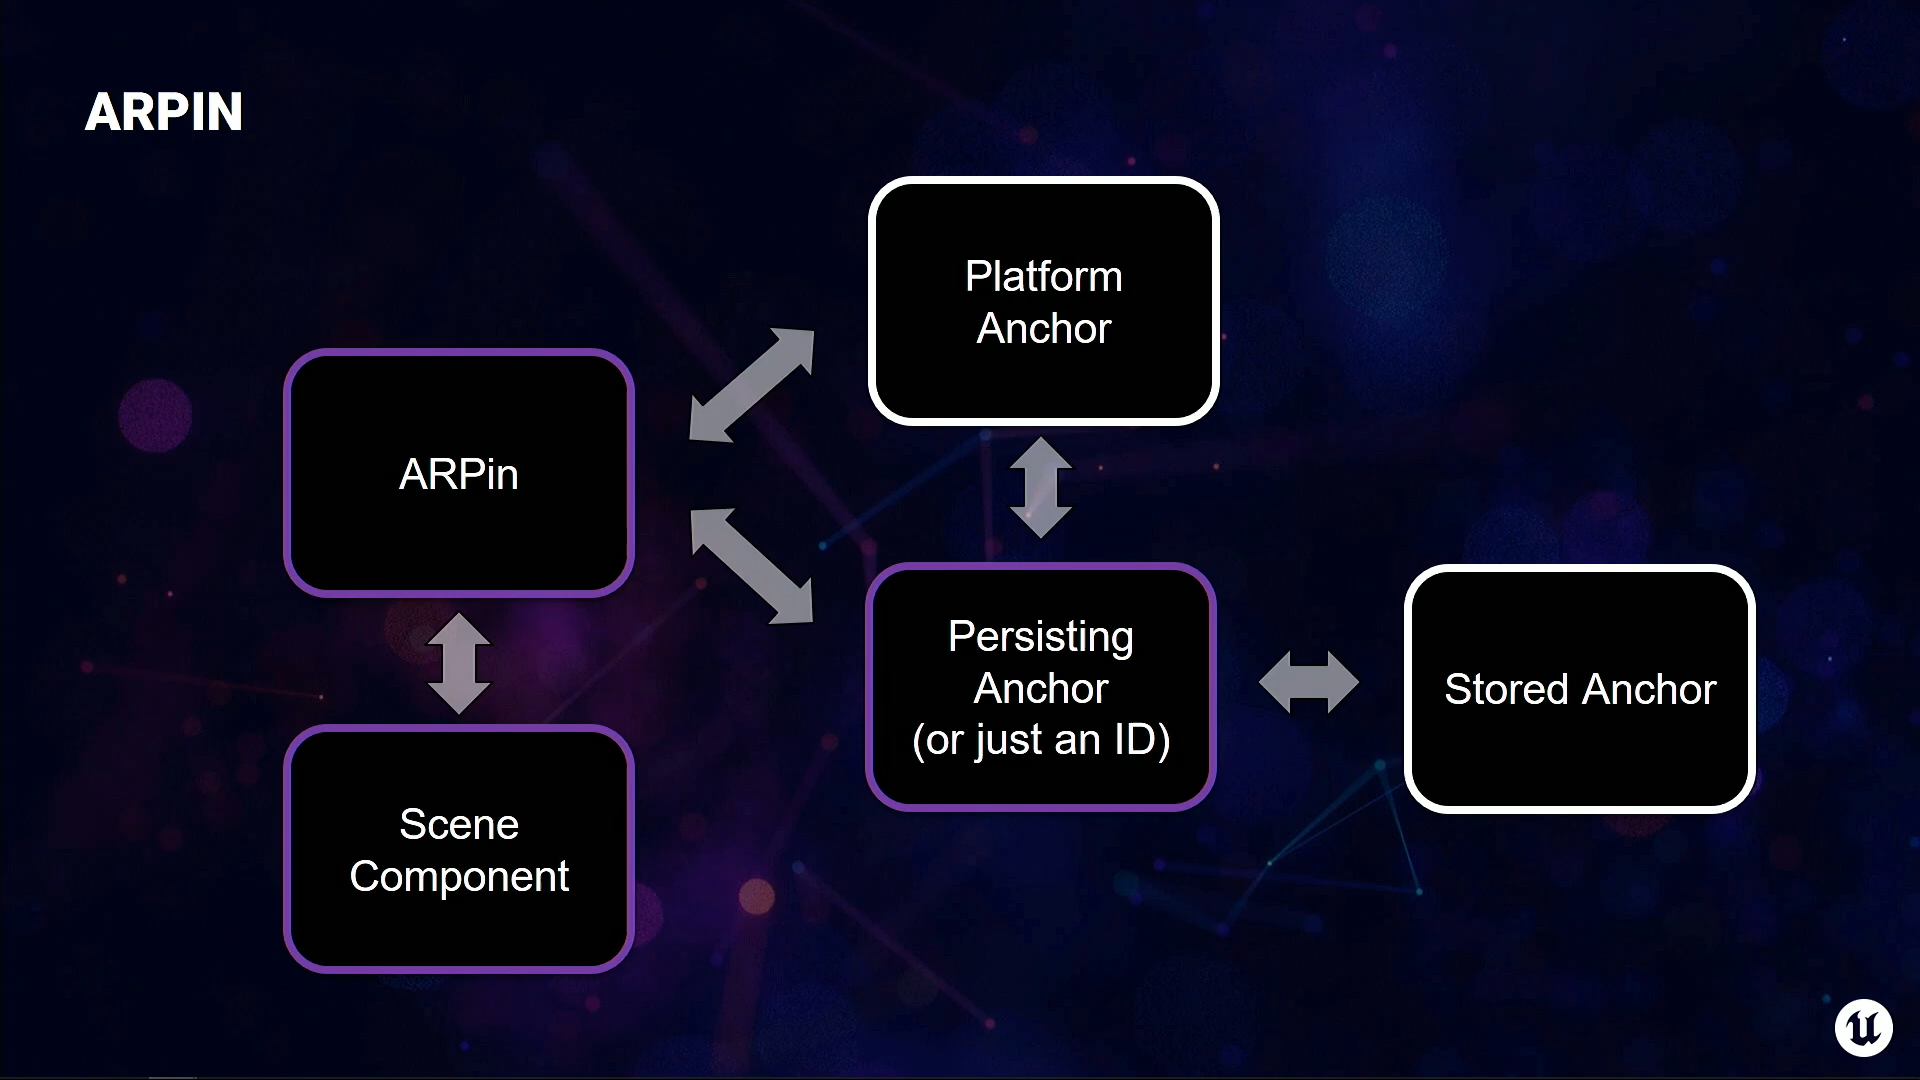 ARPIN
Platform
Anchor
ARPin
Persisting
Anchor
(or just an ID)
Stored Anchor
Scene
Component